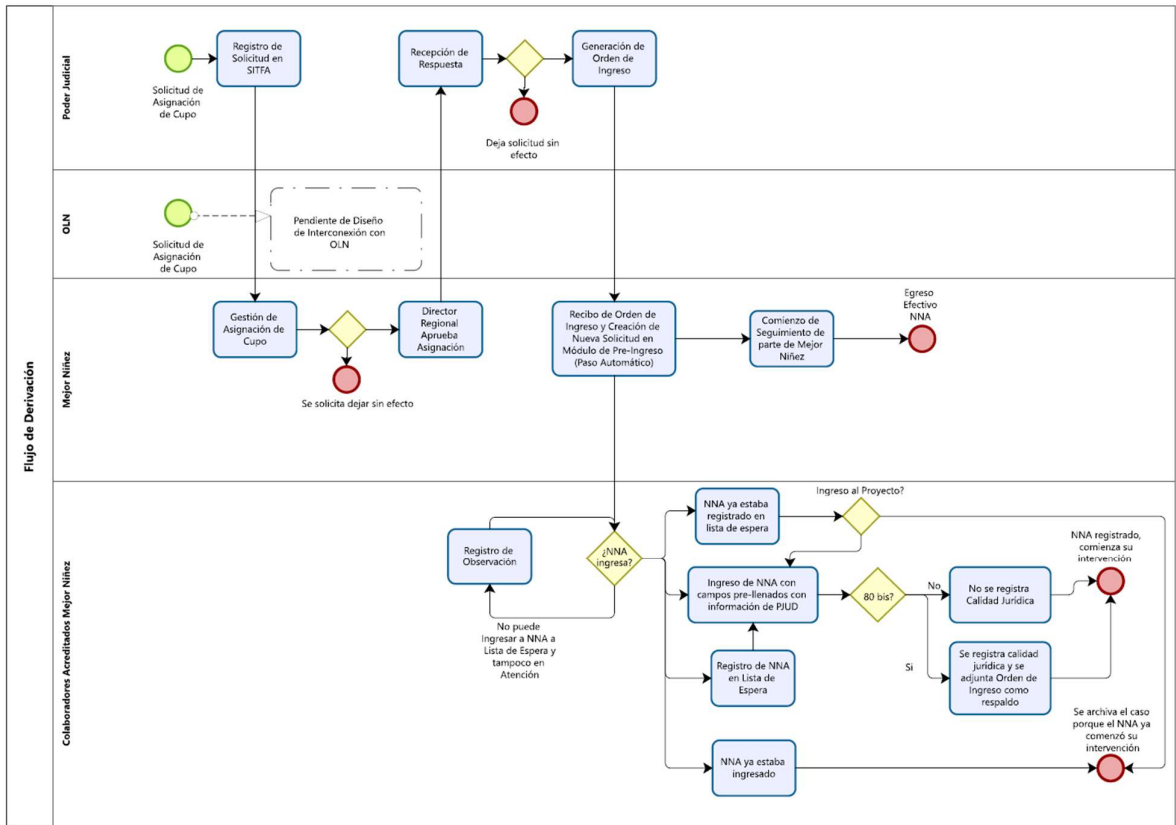 Flujo de Derivación
Poder Judicial
Solicitud de
Asignación
de Cupo
Registro de
Solicitud en
SITFA
Recepción de
Respuesta
Deja solicitud sin
efecto
Generación de
Orden de
Ingreso
OLN
Solicitud de
Asignación
de Cupo
Pendiente de Diseño
de Interconexión con
OLN
Mejor Niñez
Gestión de
Asignación de
Cupo
Se solicita dejar sin efecto
Director
Regional
Aprueba
Asignación
Recibo de Orden de
Ingreso y Creación de
Nueva Solicitud en
Módulo de Pre-Ingreso
(Paso Automático)
Comienzo de
Seguimiento de
parte de Mejor
Niñez
Egreso
Efectivo
NNA
Colaboradores Acreditados Mejor Niñez
Registro de
Observación
No puede
Ingresar a NNA a
Lista de Espera y
tampoco en
Atención
¿NNA
ingresa?
NNA ya estaba
registrado en
lista de espera
Ingreso al Proyecto?
Ingreso de NNA con
campos pre-llenados con
información de PJUD
Registro de NNA
en Lista de
Espera
NNA ya estaba
ingresado
80 bis?
No
No se registra
Calidad Jurídica
Si
Se registra calidad
jurídica y se
adjunta Orden de
Ingreso como
respaldo
NNA registrado,
comienza su
intervención
Se archiva el caso
porque el NNA ya
comenzó su
intervención